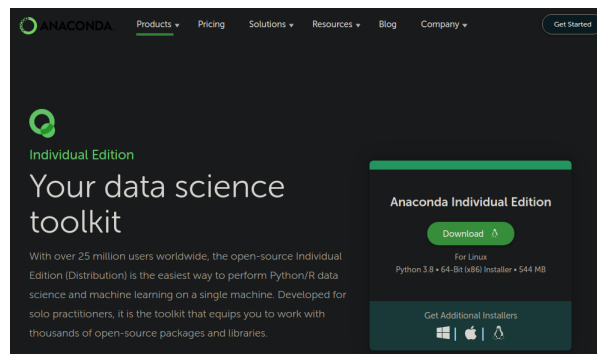 ANACONDA
Products Pricing Solutions Resources Blog Company Get Started
Individual Edition
Your data science
toolkit
With over 25 million users worldwide, the open-source Individual
Edition (Distribution) is the easiest way to perform Python/R data
science and machine learning on a single machine. Developed for
solo practitioners, it is the toolkit that equips you to work with
thousands of open-source packages and libraries.
Anaconda Individual Edition
Download
For Linux
Python 3.8 • 64-Bit (x86) Installer • 544 MB
Get Additional Installers
| |